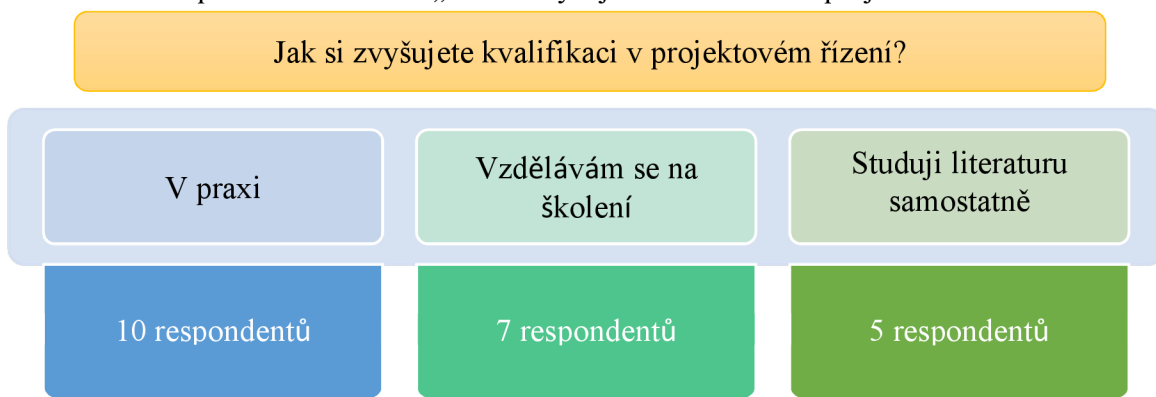 Jak si zvyšujete kvalifikaci v projektovém řízení?
V praxi
Vzdělávám se na
školení
Studuji literaturu
samostatně
10 respondentů
7 respondentů
5 respondentů